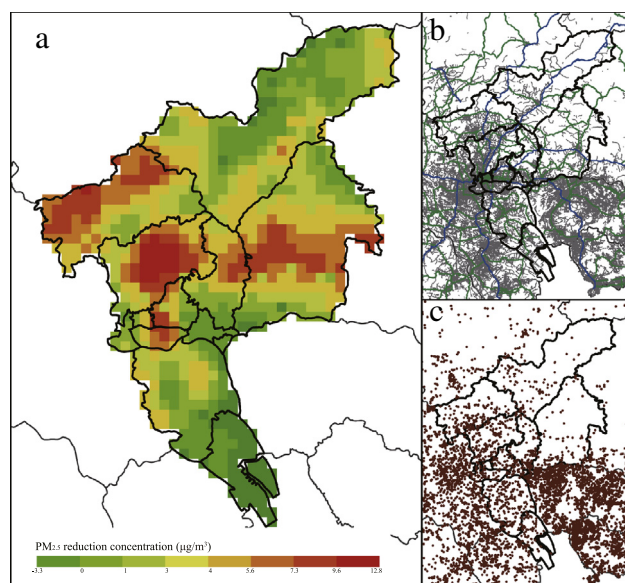 a
b
c
PM2.5 reduction concentration (μg/m³)
-3.3 0 1 3 4 5.6 7.3 9.6 12.8